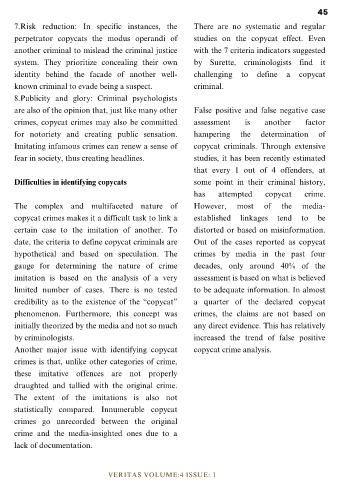 45
7.Risk reduction: In specific instances, the
perpetrator copycats the modus operandi of
another criminal to mislead the criminal justice
system. They prioritize concealing their own
identity behind the facade of another well-
known criminal to evade being a suspect.
8.Publicity and glory: Criminal psychologists
are also of the opinion that, just like many other
crimes, copycat crimes may also be committed
for notoriety and creating public sensation.
Imitating infamous crimes can renew a sense of
fear in society, thus creating headlines.
Difficulties in identifying copycats
The complex and multifaceted nature of
copycat crimes makes it a difficult task to link a
certain case to the imitation of another. To
date, the criteria to define copycat criminals are
hypothetical and based on speculation. The
gauge for determining the nature of crime
imitation is based on the analysis of a very
limited number of cases. There is no tested
credibility as to the existence of the “copycat”
phenomenon. Furthermore, this concept was
initially theorized by the media and not so much
by criminologists.
Another major issue with identifying copycat
crimes is that, unlike other categories of crime,
these imitative offences are not properly
draughted and tallied with the original crime.
The extent of the imitations is also not
statistically compared. Innumerable copycat
crimes go unrecorded between the original
crime and the media-insighted ones due to a
lack of documentation.
There are no systematic and regular
studies on the copycat effect. Even
with the 7 criteria indicators suggested
by Surette, criminologists find it
challenging to define a copycat
criminal.
False positive and false negative case
assessment is another factor
hampering the determination of
copycat criminals. Through extensive
studies, it has been recently estimated
that every 1 out of 4 offenders, at
some point in their criminal history,
has attempted copycat crime.
However, most of the media-
established linkages tend to be
distorted or based on misinformation.
Out of the cases reported as copycat
crimes by media in the past four
decades, only around 40% of the
assessment is based on what is believed
to be adequate information. In almost
a quarter of the declared copycat
crimes, the claims are not based on
any direct evidence. This has relatively
increased the trend of false positive
copycat crime analysis.
VERITAS VOLUME:4 ISSUE: 1